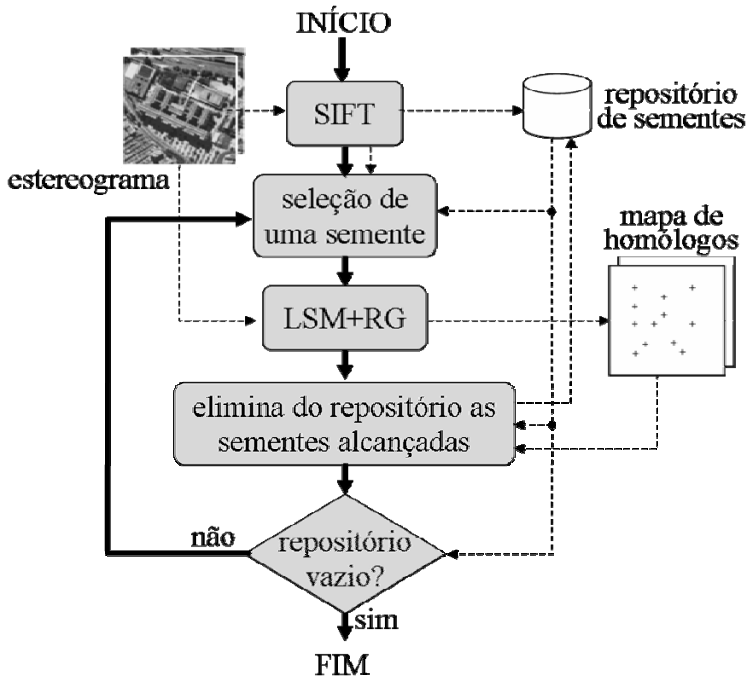 INÍCIO
SIFT
repositório
de sementes
estereograma
seleção de
uma semente
mapa de
homólogos
LSM+RG
elimina do repositório as
sementes alcançadas
não
repositório
vazio?
sim
FIM